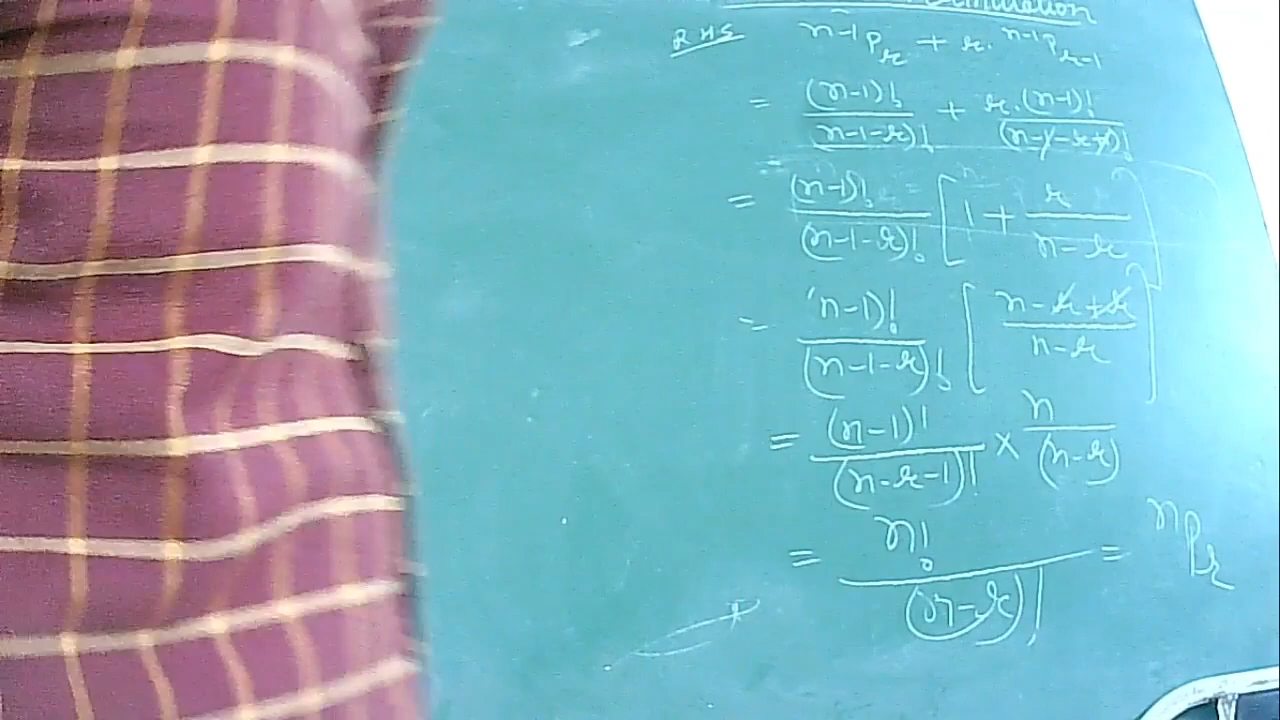 RHS n-1Pr + r. n-1Pr-1
= (n-1)! / (n-1-r)! + r.(n-1)! / (n-1-r+1)!
= (n-1)! / (n-1-r)! [1 + r / n-r]
= n-1)! / (n-1-r)! [n-r+r / n-r]
= (n-1)! / (n-r-1)! × n / (n-r)
= n! / (n-r)! = nPr